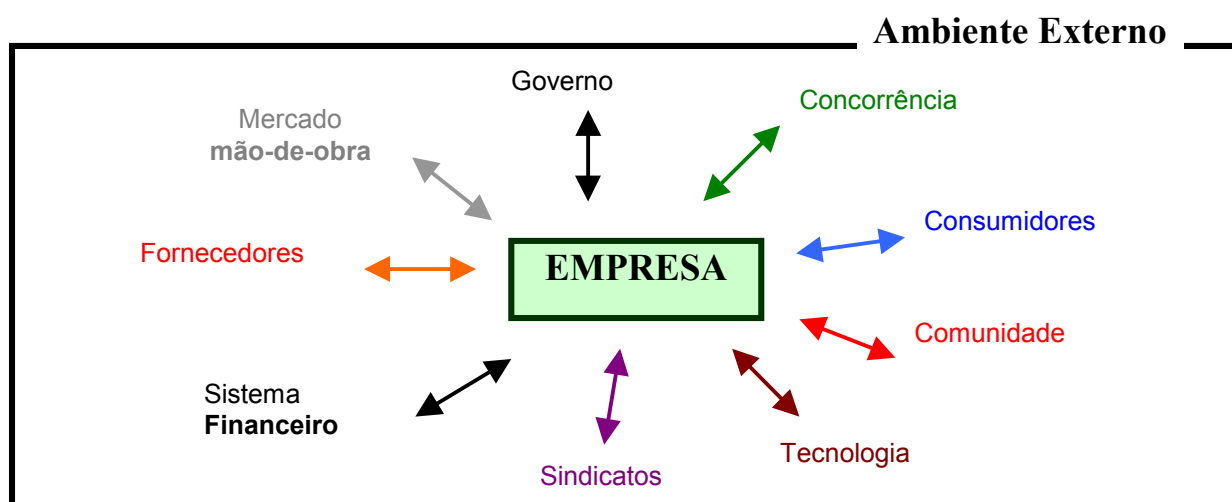 Ambiente Externo
Governo
Concorrência
Mercado
mão-de-obra
Consumidores
Fornecedores
EMPRESA
Comunidade
Sistema
Financeiro
Tecnologia
Sindicatos